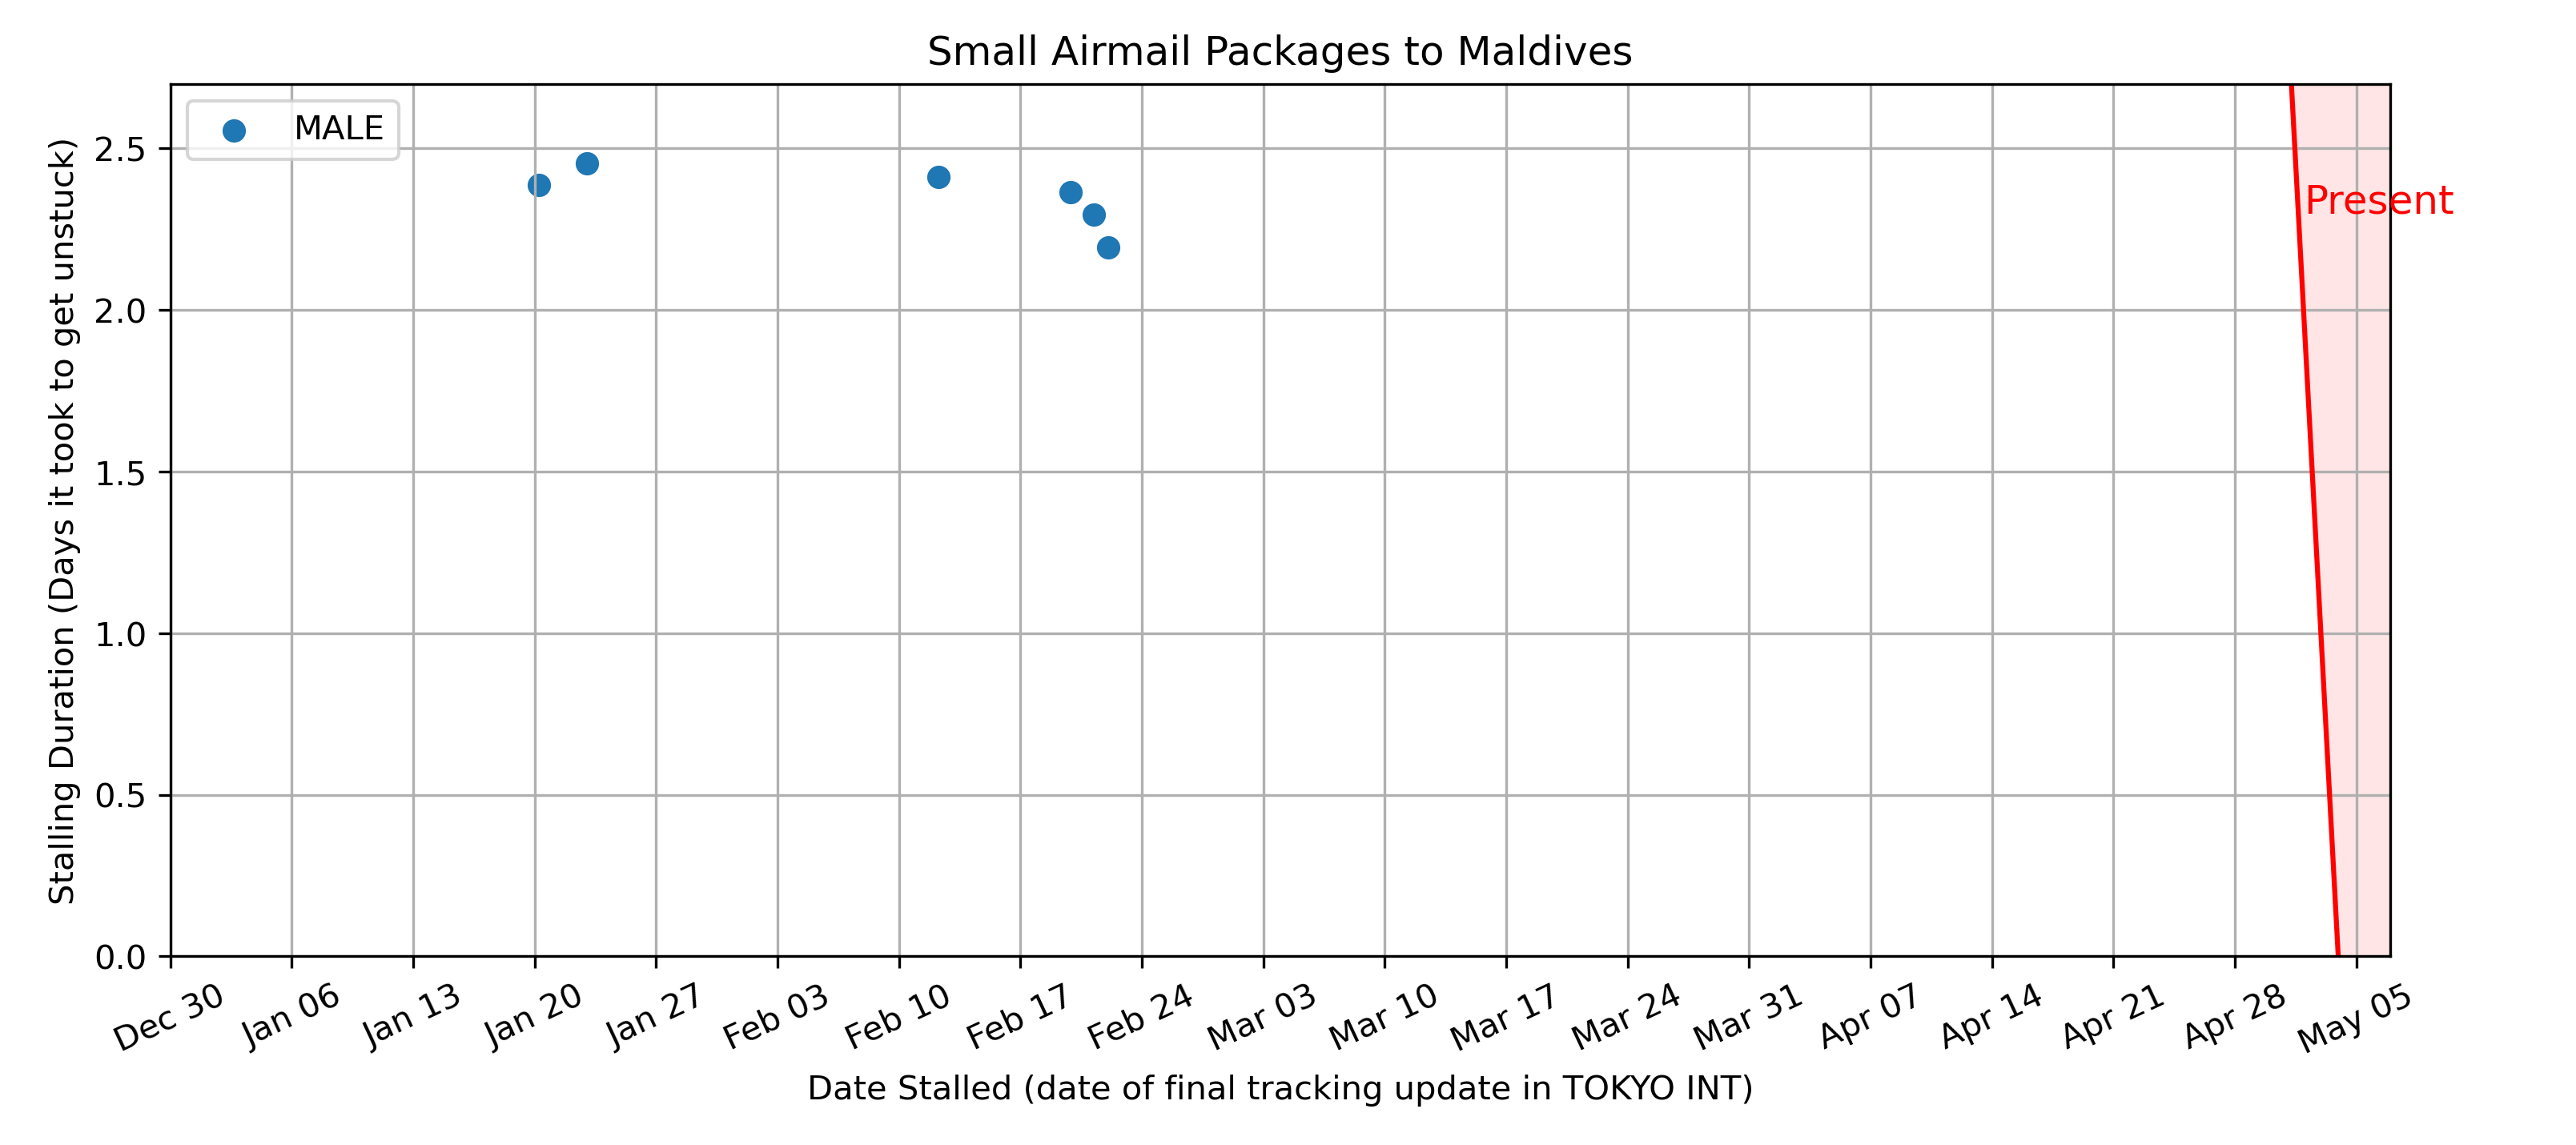 Small Airmail Packages to Maldives
MALE
Present
Stalling Duration (Days it took to get unstuck)
2.5
2.0
1.5
1.0
0.5
0.0
Dec 30 Jan 06 Jan 13 Jan 20 Jan 27 Feb 03 Feb 10 Feb 17 Feb 24 Mar 03 Mar 10 Mar 17 Mar 24 Mar 31 Apr 07 Apr 14 Apr 21 Apr 28 May 05
Date Stalled (date of final tracking update in TOKYO INT)